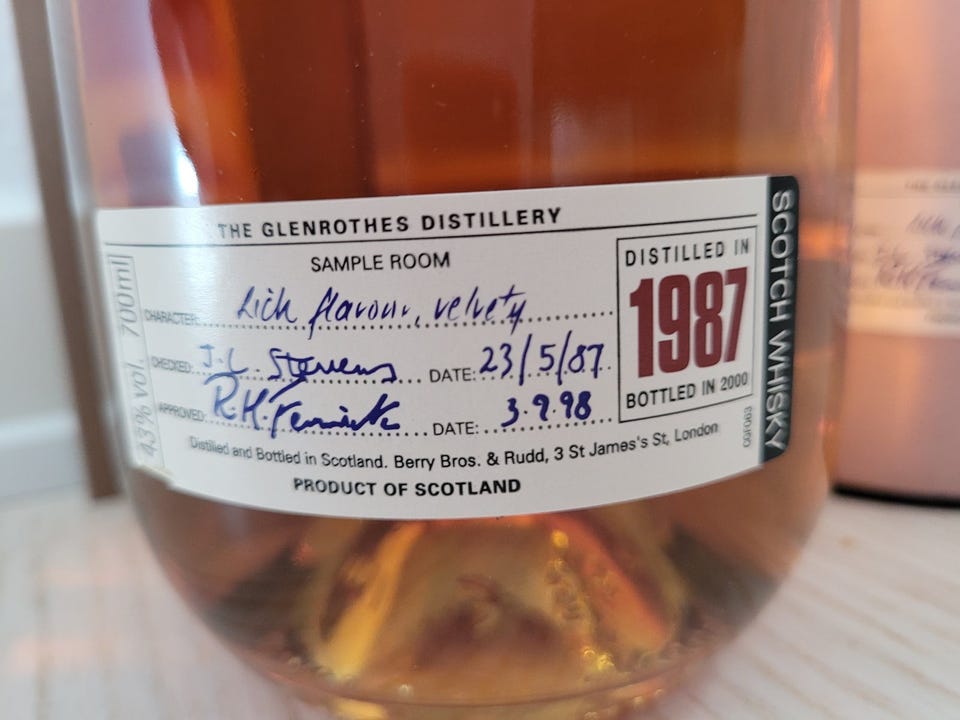 THE GLENROTHES DISTILLERY
SAMPLE ROOM
CHARACTER: Rich flavour, velvety
CHECKED: J.L. Stevens DATE: 23/5/87
APPROVED: R.H. Fenwick DATE: 3.9.98
Distilled and Bottled in Scotland. Berry Bros. & Rudd, 3 St James's St, London
PRODUCT OF SCOTLAND
43% vol. 700ml
DISTILLED IN
1987
BOTTLED IN 2000
SCOTCH WHISKY